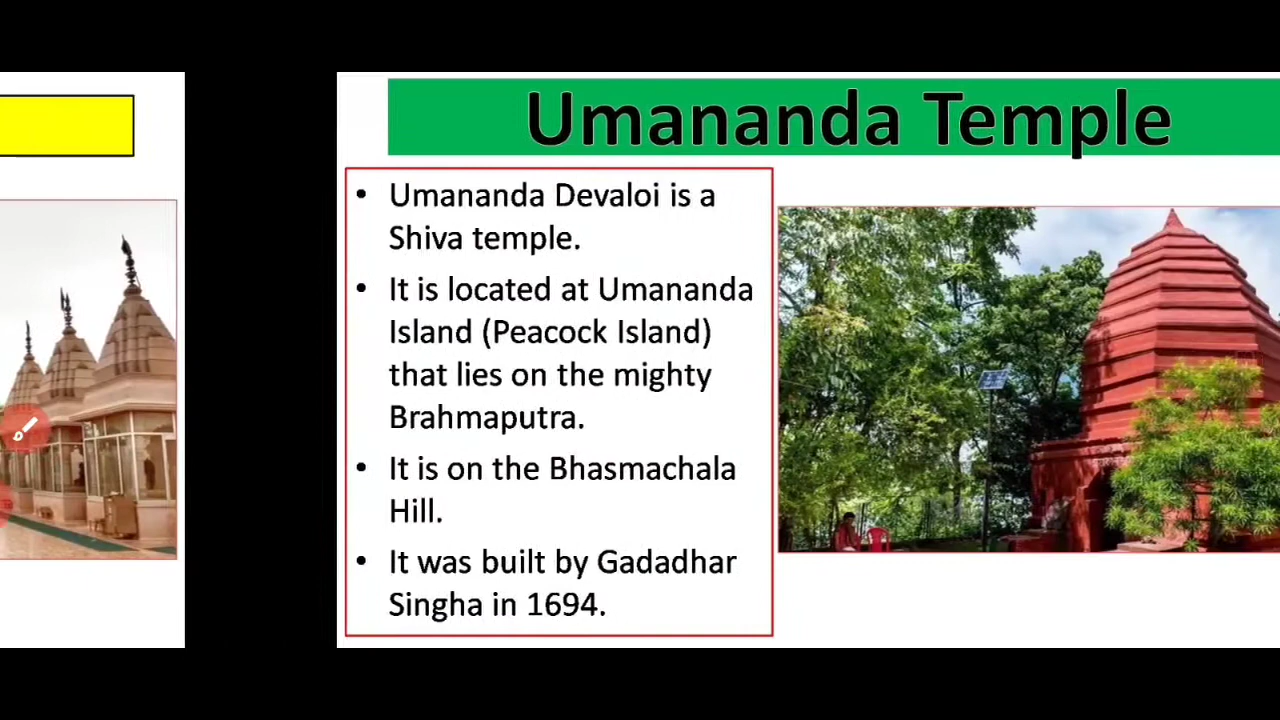 Umananda Temple
• Umananda Devaloi is a
Shiva temple.
• It is located at Umananda
Island (Peacock Island)
that lies on the mighty
Brahmaputra.
• It is on the Bhasmachala
Hill.
• It was built by Gadadhar
Singha in 1694.